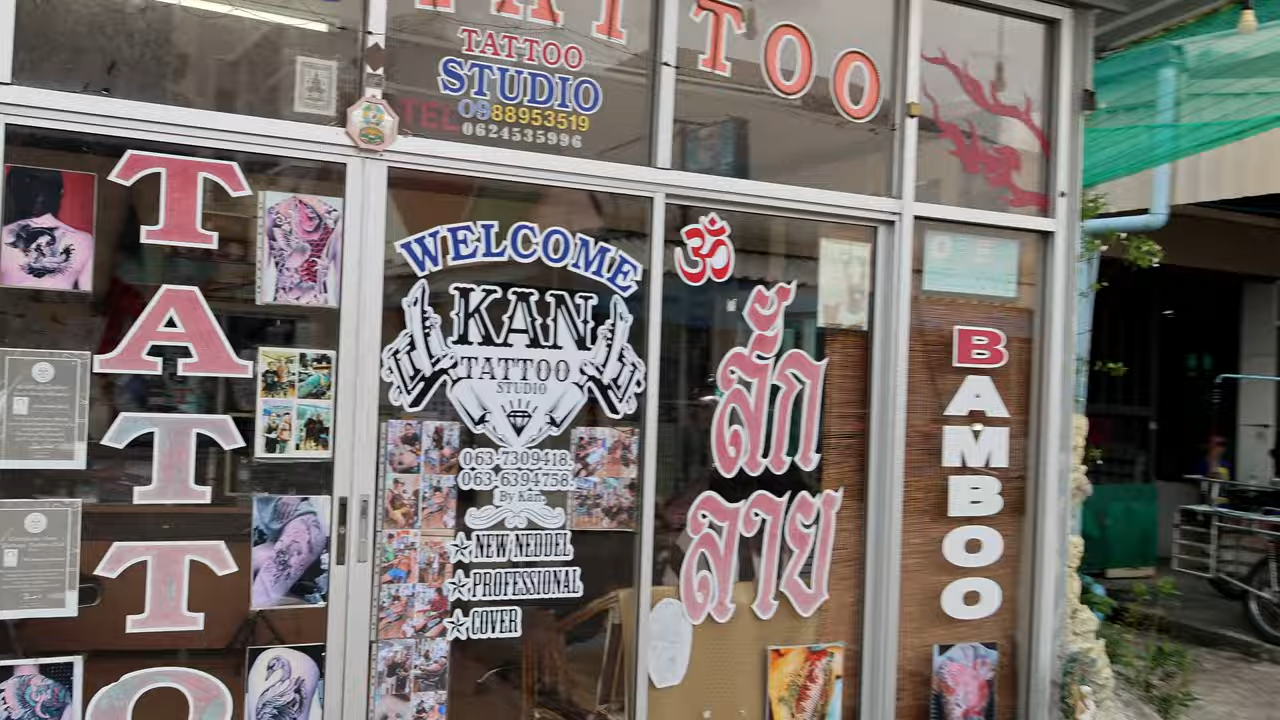 TATTOO
TATTOO
STUDIO
TEL
0988953519
0624535996
TATTO
WELCOME
KAN
TATTOO
STUDIO
063-7309418.
063-6394758.
By Kan.
NEW NEDDEL
PROFESSIONAL
COVER
ॐ
สัก
ลาย
BAMBOO